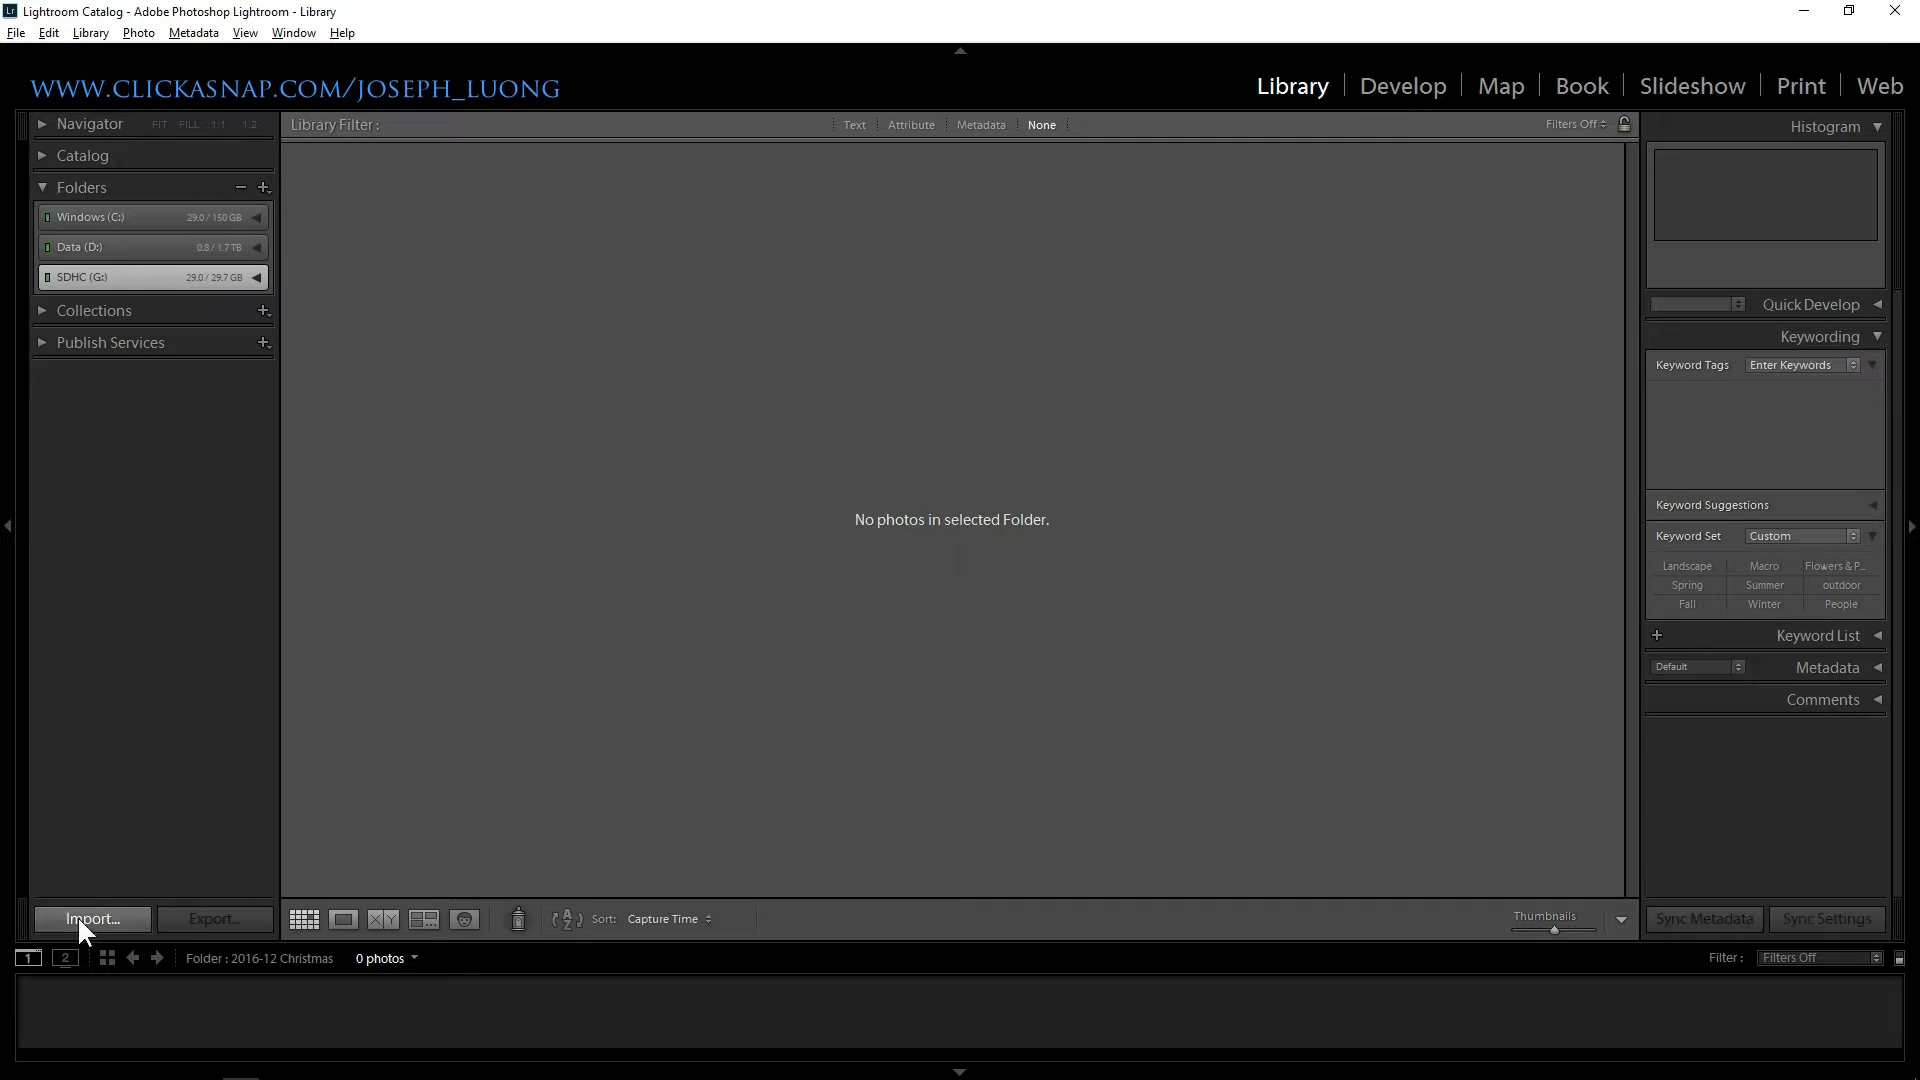 Lr Lightroom Catalog - Adobe Photoshop Lightroom - Library
File Edit Library Photo Metadata View Window Help
WWW.CLICKASNAP.COM/JOSEPH_LUONG
Library Develop Map Book Slideshow Print Web
Navigator FIT FILL 1:1 1:2
Library Filter : Text Attribute Metadata None Filters Off
Histogram
Catalog
Folders
Windows (C:) 29.0 / 150 GB
Data (D:) 0.8 / 1.7 TB
SDHC (G:) 29.0 / 29.7 GB
Collections
Publish Services
Quick Develop
Keywording
Keyword Tags Enter Keywords
Keyword Suggestions
Keyword Set Custom
Landscape Macro Flowers & P...
Spring Summer outdoor
Fall Winter People
Keyword List
Default Metadata
Comments
No photos in selected Folder.
Import... Export...
XY
AZ Sort: Capture Time
Thumbnails
Sync Metadata Sync Settings
1 2 Folder : 2016-12 Christmas 0 photos
Filter : Filters Off